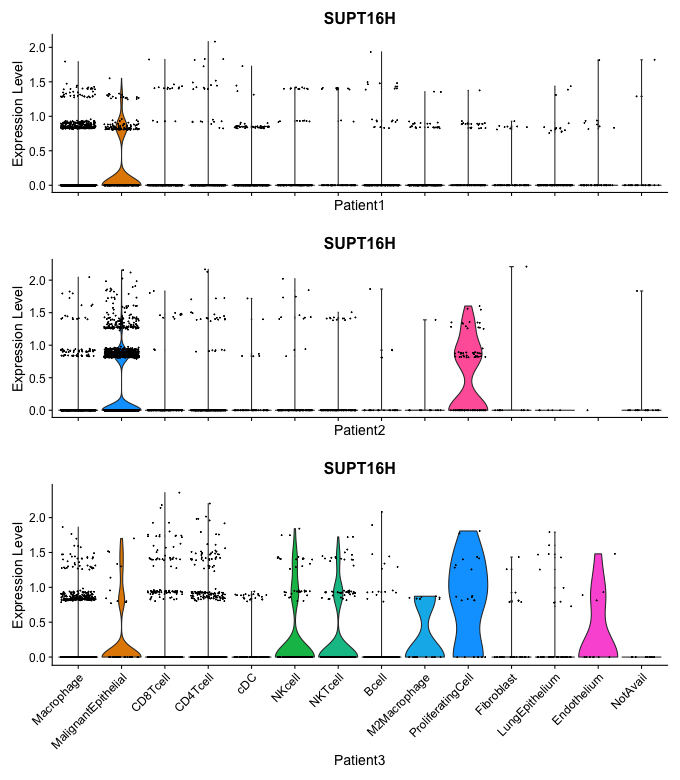 SUPT16H
Expression Level
2.0
1.5
1.0
0.5
0.0
Patient1
SUPT16H
Expression Level
2.0
1.5
1.0
0.5
0.0
Patient2
SUPT16H
Expression Level
2.0
1.5
1.0
0.5
0.0
Macrophage
MalignantEpithelial
CD8Tcell
CD4Tcell
cDC
NKcell
NKTcell
Bcell
M2Macrophage
ProliferatingCell
Fibroblast
LungEpithelium
Endothelium
NotAvail
Patient3